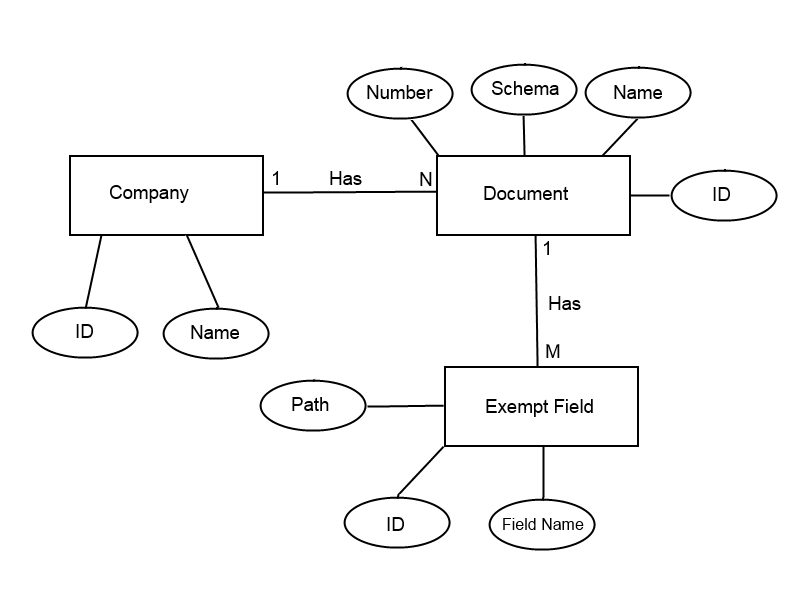 Number
Schema
Name
Company
1
Has
N
Document
ID
1
Has
M
ID
Name
Path
Exempt Field
ID
Field Name